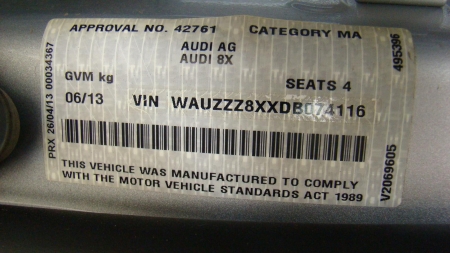 APPROVAL NO. 42761 CATEGORY MA
AUDI AG
AUDI 8X
GVM kg SEATS 4
06/13 VIN WAUZZZ8XXDB074116
THIS VEHICLE WAS MANUFACTURED TO COMPLY
WITH THE MOTOR VEHICLE STANDARDS ACT 1989
PRX 26/04/13 00034367
495396
V2069605